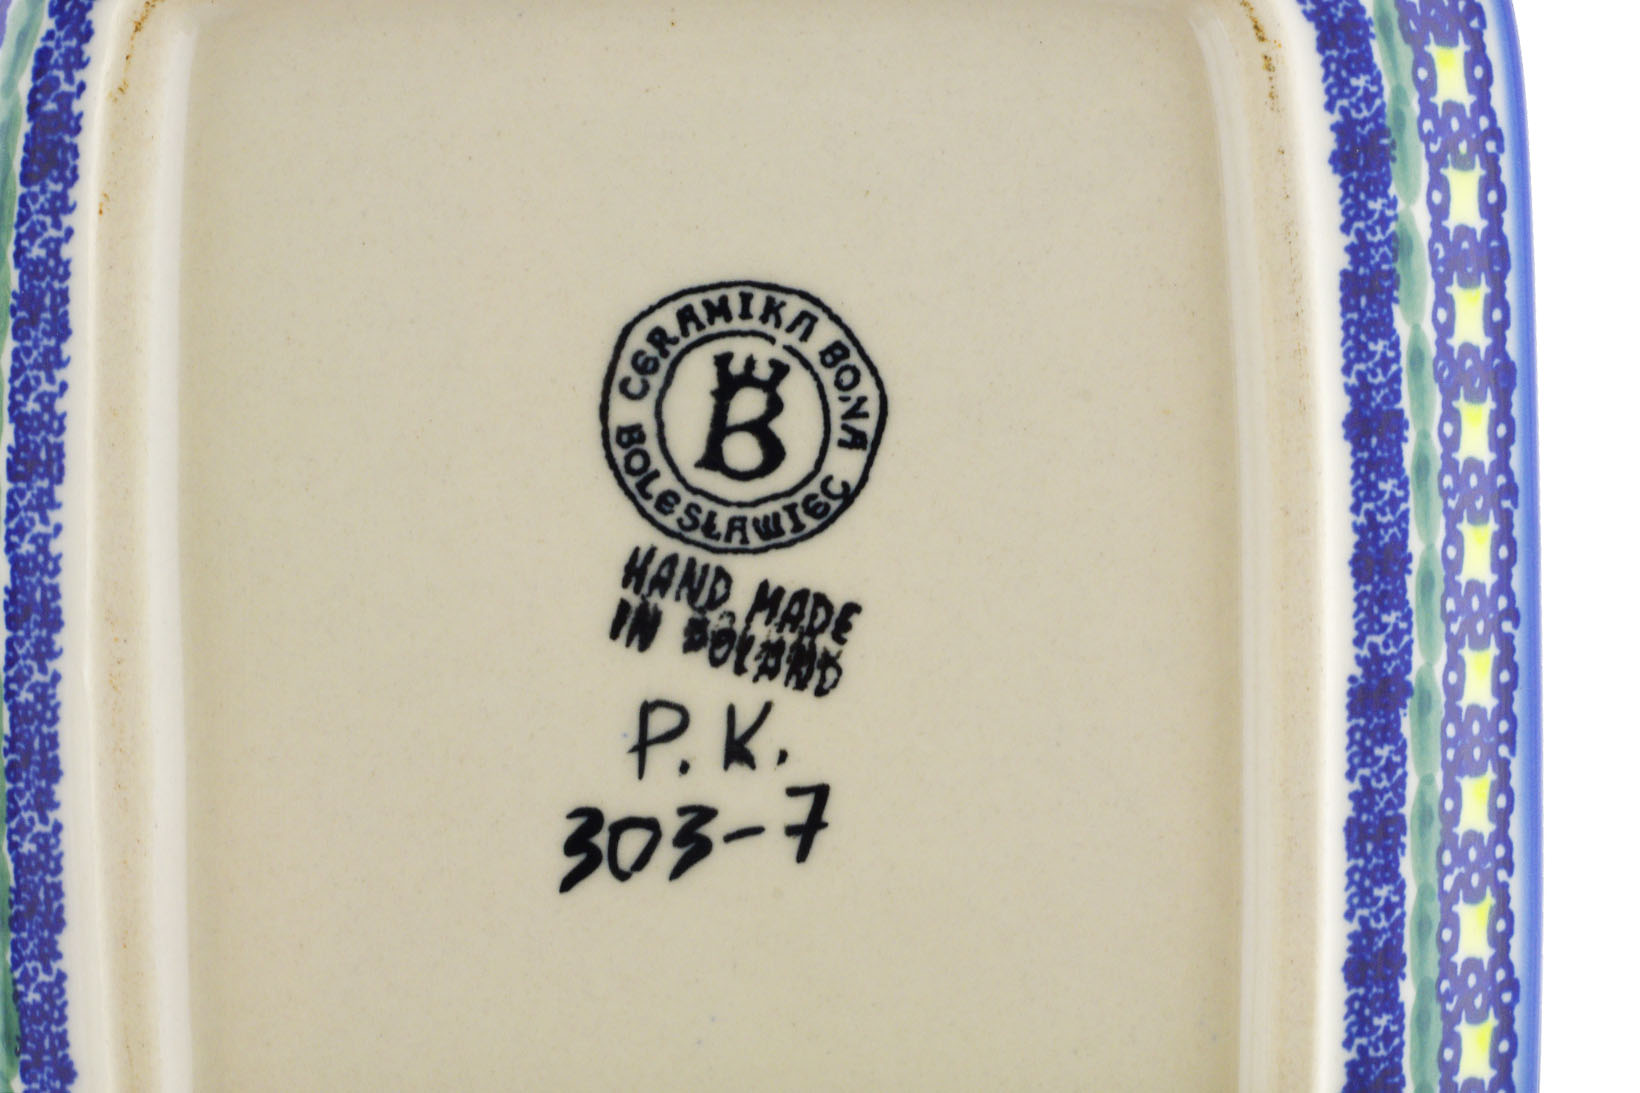 CERAMIKA BONA
B
BOLESŁAWIEC
HAND MADE
IN POLAND
P.K.
303-7